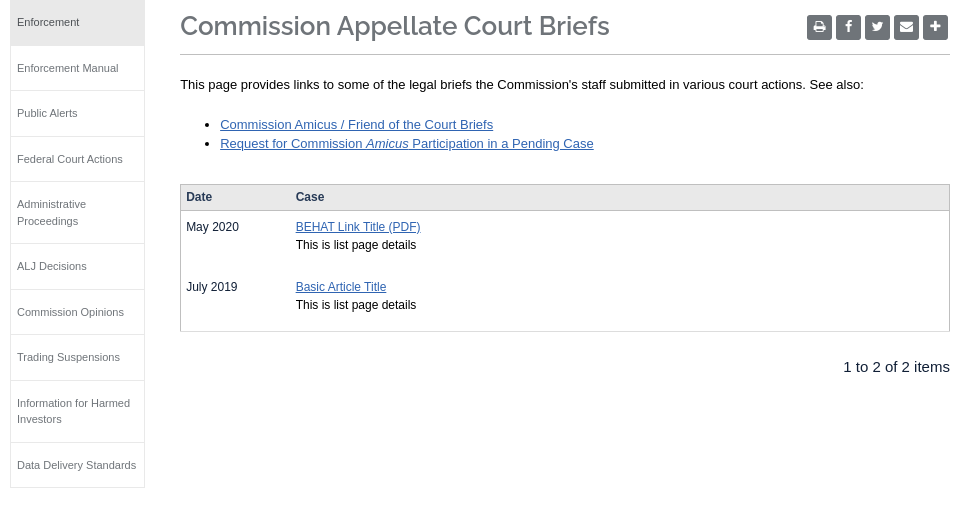 Enforcement
Enforcement Manual
Public Alerts
Federal Court Actions
Administrative
Proceedings
ALJ Decisions
Commission Opinions
Trading Suspensions
Information for Harmed
Investors
Data Delivery Standards
Commission Appellate Court Briefs
This page provides links to some of the legal briefs the Commission's staff submitted in various court actions. See also:
Commission Amicus / Friend of the Court Briefs
Request for Commission Amicus Participation in a Pending Case
Date Case
May 2020 BEHAT Link Title (PDF)
This is list page details
July 2019 Basic Article Title
This is list page details
1 to 2 of 2 items